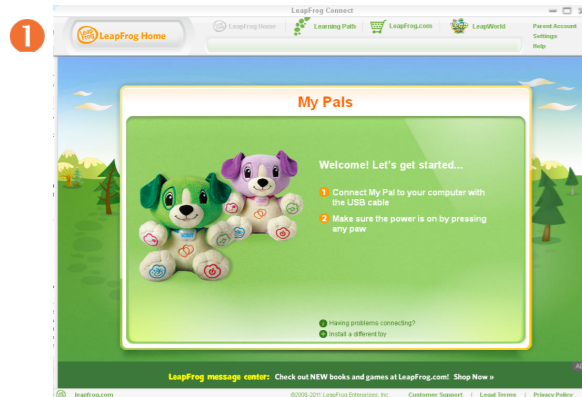 1
LeapFrog Connect
LeapFrog Home
LeapFrog Home
Learning Path
LeapFrog.com
LeapWorld
Parent Account
Settings
Help
My Pals
Welcome! Let's get started...
1 Connect My Pal to your computer with
the USB cable
2 Make sure the power is on by pressing
any paw
Having problems connecting?
Install a different toy
LeapFrog message center: Check out NEW books and games at LeapFrog.com! Shop Now »
leapfrog.com
©2008-2011 LeapFrog Enterprises, Inc.
Customer Support | Legal Terms | Privacy Policy